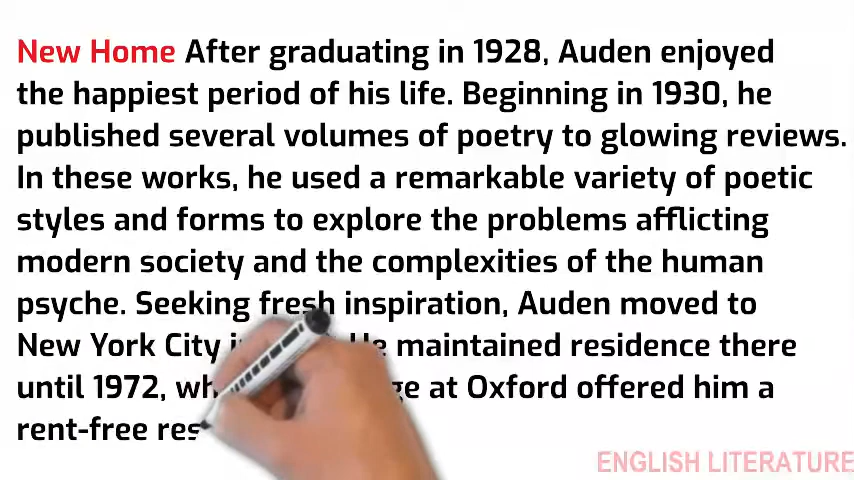 New Home After graduating in 1928, Auden enjoyed
the happiest period of his life. Beginning in 1930, he
published several volumes of poetry to glowing reviews.
In these works, he used a remarkable variety of poetic
styles and forms to explore the problems afflicting
modern society and the complexities of the human
psyche. Seeking fresh inspiration, Auden moved to
New York City maintained residence there
until 1972, at Oxford offered him a
rent-free
ENGLISH LITERATURE